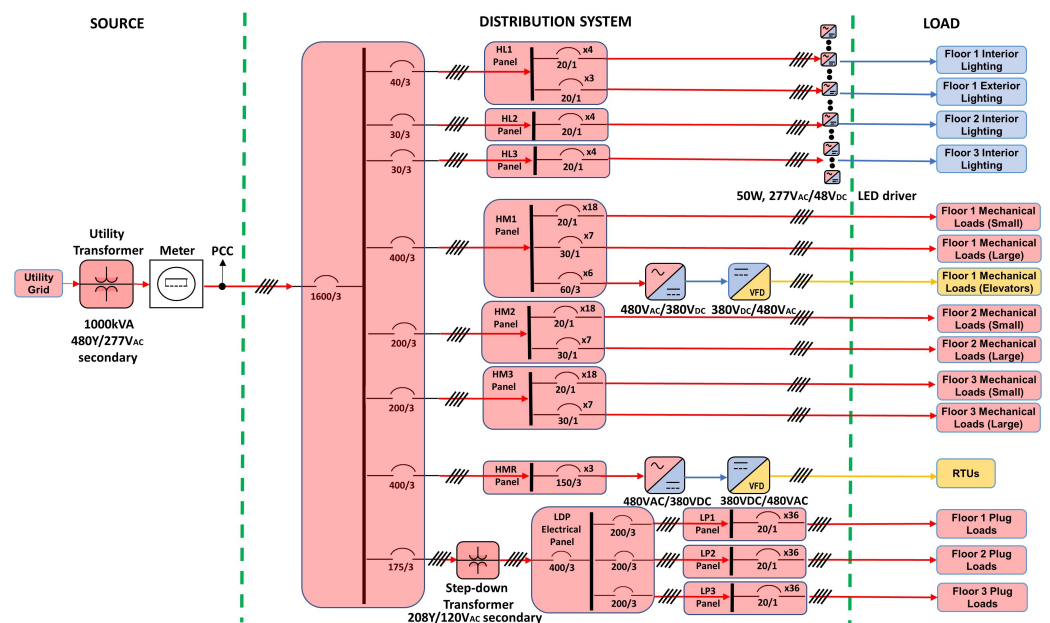 SOURCE
DISTRIBUTION SYSTEM
LOAD
Utility
Transformer
Meter
PCC
Utility
Grid
1000kVA
480Y/277VAC
secondary
1600/3
40/3
30/3
30/3
400/3
200/3
200/3
400/3
175/3
HL1
Panel
x4
20/1
x3
20/1
HL2
Panel
x4
20/1
HL3
Panel
x4
20/1
50W, 277VAC/48VDC LED driver
Floor 1 Interior
Lighting
Floor 1 Exterior
Lighting
Floor 2 Interior
Lighting
Floor 3 Interior
Lighting
HM1
Panel
x18
20/1
x7
30/1
x6
60/3
480VAC/380VDC
VFD
380VDC/480VAC
Floor 1 Mechanical
Loads (Small)
Floor 1 Mechanical
Loads (Large)
Floor 1 Mechanical
Loads (Elevators)
HM2
Panel
x18
20/1
x7
30/1
Floor 2 Mechanical
Loads (Small)
Floor 2 Mechanical
Loads (Large)
HM3
Panel
x18
20/1
x7
30/1
Floor 3 Mechanical
Loads (Small)
Floor 3 Mechanical
Loads (Large)
HMR
Panel
x3
150/3
480VAC/380VDC
VFD
380VDC/480VAC
RTUs
Step-down
Transformer
208Y/120VAC secondary
LDP
Electrical
Panel
400/3
200/3
200/3
200/3
LP1
Panel
x36
20/1
LP2
Panel
x36
20/1
LP3
Panel
x36
20/1
Floor 1 Plug
Loads
Floor 2 Plug
Loads
Floor 3 Plug
Loads